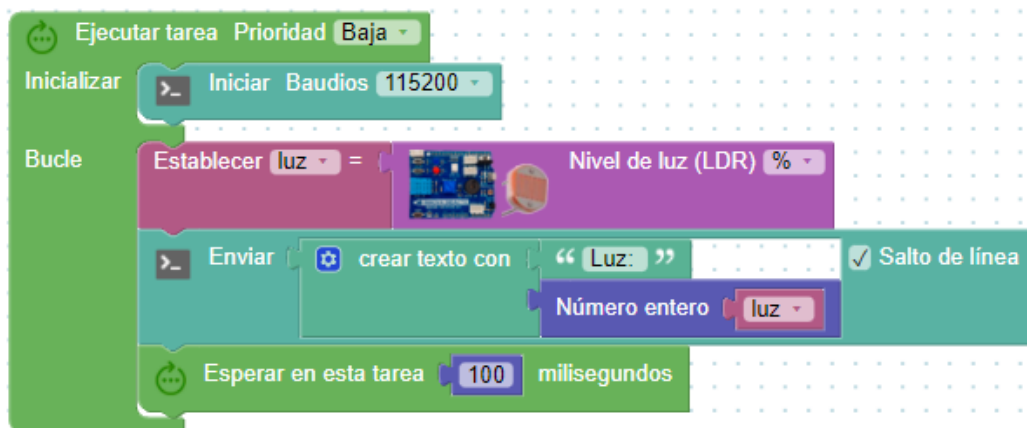 Ejecutar tarea Prioridad Baja
Inicializar
Iniciar Baudios 115200
Bucle
Establecer luz = Nivel de luz (LDR) %
Enviar crear texto con “ Luz: ” Salto de línea
Número entero luz
Esperar en esta tarea 100 milisegundos